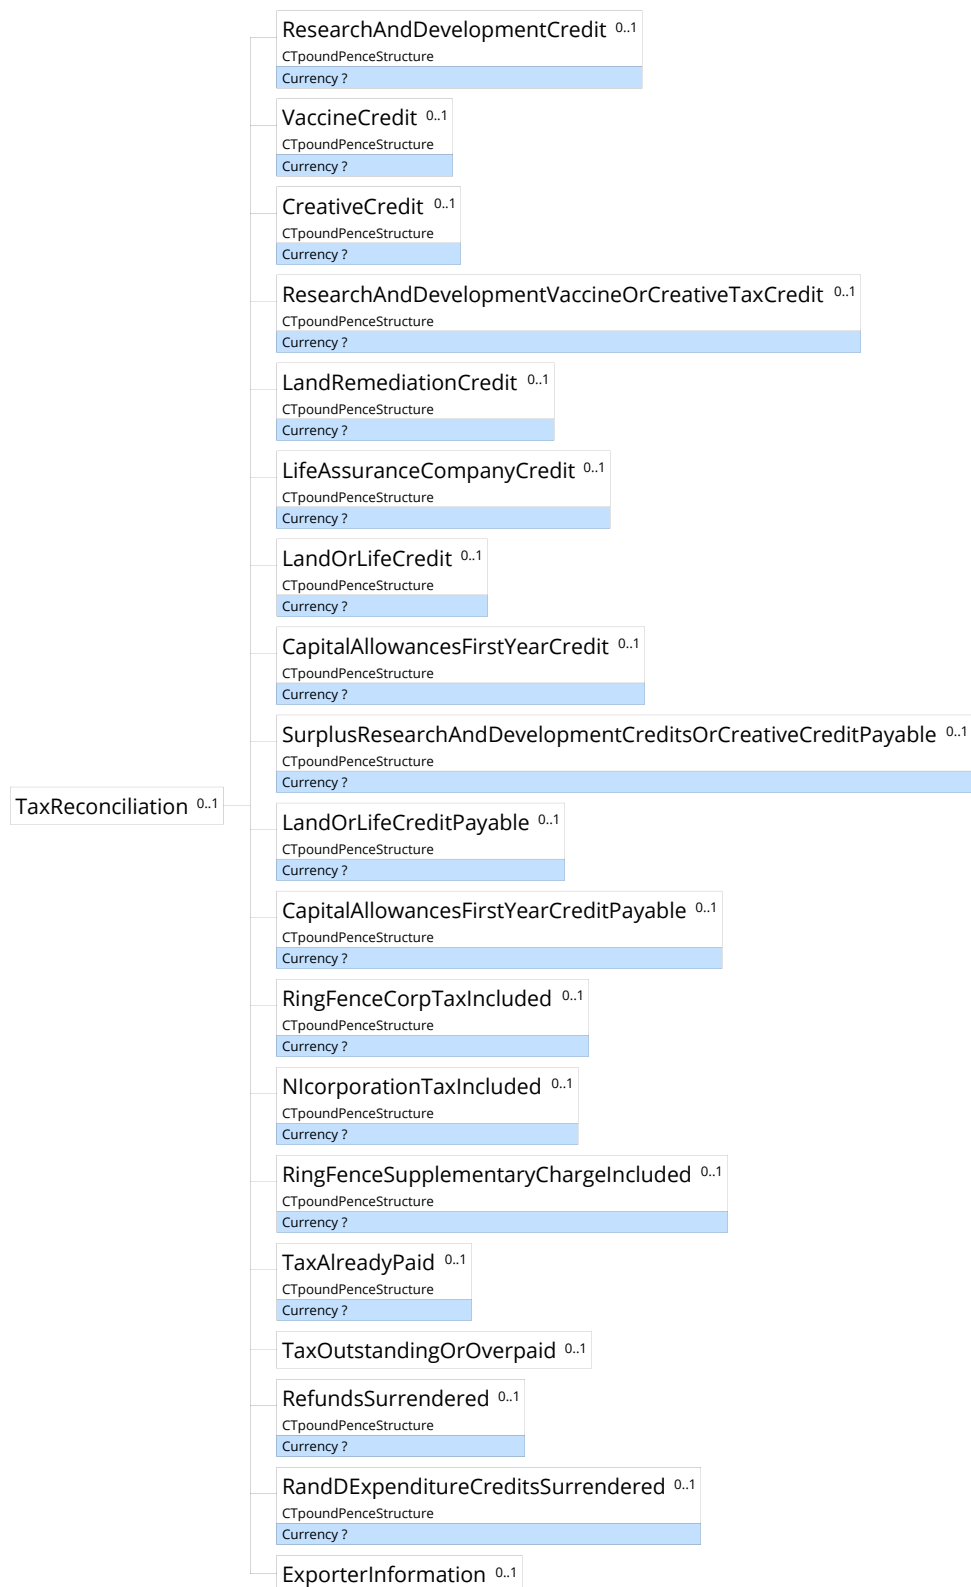 ResearchAndDevelopmentCredit 0..1
CTpoundPenceStructure
Currency ?
VaccineCredit 0..1
CTpoundPenceStructure
Currency ?
CreativeCredit 0..1
CTpoundPenceStructure
Currency ?
ResearchAndDevelopmentVaccineOrCreativeTaxCredit 0..1
CTpoundPenceStructure
Currency ?
LandRemediationCredit 0..1
CTpoundPenceStructure
Currency ?
LifeAssuranceCompanyCredit 0..1
CTpoundPenceStructure
Currency ?
LandOrLifeCredit 0..1
CTpoundPenceStructure
Currency ?
CapitalAllowancesFirstYearCredit 0..1
CTpoundPenceStructure
Currency ?
SurplusResearchAndDevelopmentCreditsOrCreativeCreditPayable 0..1
CTpoundPenceStructure
Currency ?
TaxReconciliation 0..1
LandOrLifeCreditPayable 0..1
CTpoundPenceStructure
Currency ?
CapitalAllowancesFirstYearCreditPayable 0..1
CTpoundPenceStructure
Currency ?
RingFenceCorpTaxIncluded 0..1
CTpoundPenceStructure
Currency ?
NIcorporationTaxIncluded 0..1
CTpoundPenceStructure
Currency ?
RingFenceSupplementaryChargeIncluded 0..1
CTpoundPenceStructure
Currency ?
TaxAlreadyPaid 0..1
CTpoundPenceStructure
Currency ?
TaxOutstandingOrOverpaid 0..1
RefundsSurrendered 0..1
CTpoundPenceStructure
Currency ?
RandDExpenditureCreditsSurrendered 0..1
CTpoundPenceStructure
Currency ?
ExporterInformation 0..1